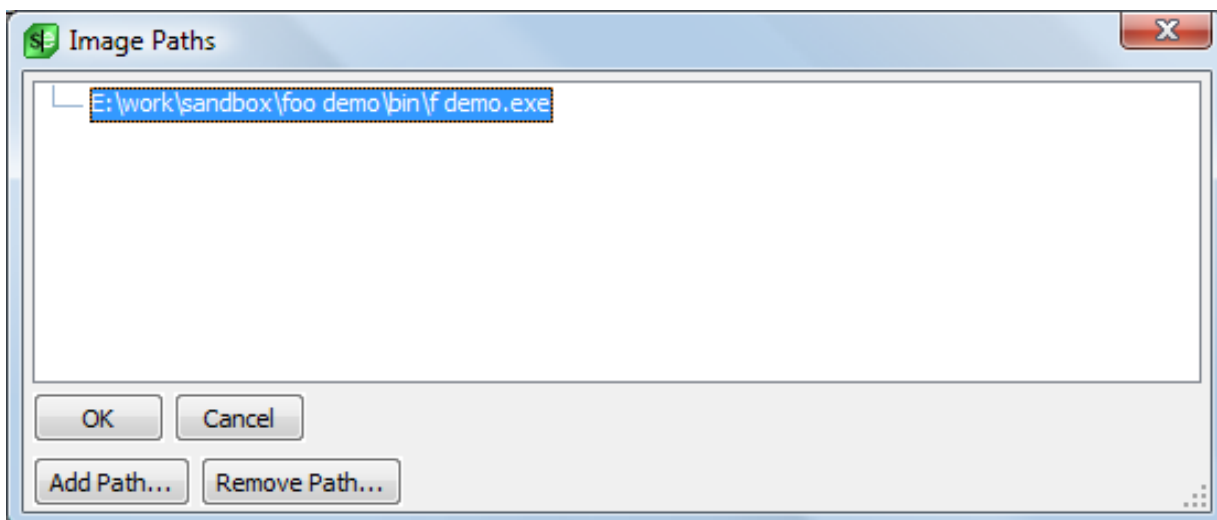 Image Paths
E:\work\sandbox\foo demo\bin\f demo.exe
OK Cancel
Add Path... Remove Path...